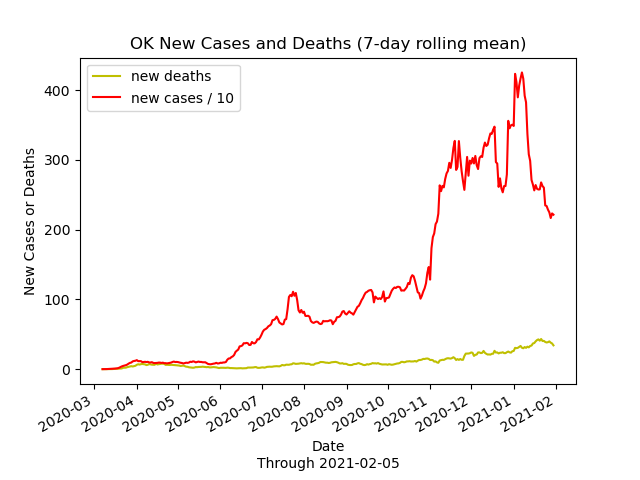 OK New Cases and Deaths (7-day rolling mean)
new deaths
new cases / 10
New Cases or Deaths
400
300
200
100
0
2020-03
2020-04
2020-05
2020-06
2020-07
2020-08
2020-09
2020-10
2020-11
2020-12
2021-01
2021-02
Date
Through 2021-02-05